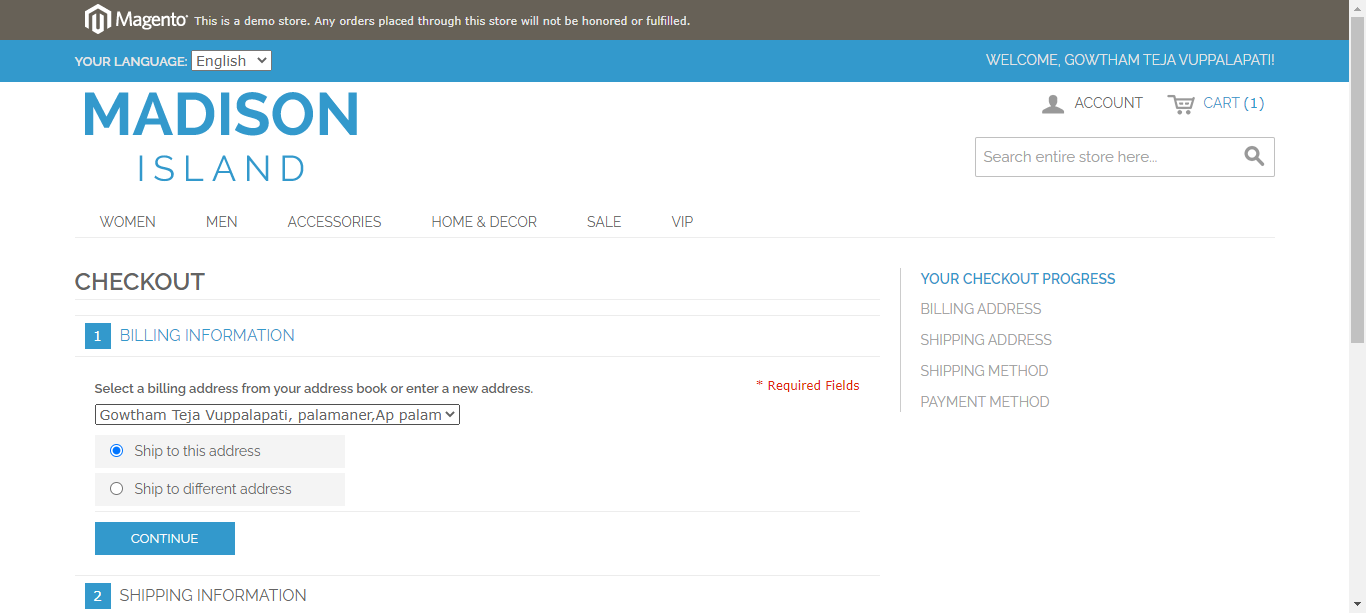 Magento This is a demo store. Any orders placed through this store will not be honored or fulfilled.
YOUR LANGUAGE: English WELCOME, GOWTHAM TEJA VUPPALAPATI!
MADISON
ISLAND
ACCOUNT CART (1)
Search entire store here...
WOMEN MEN ACCESSORIES HOME & DECOR SALE VIP
CHECKOUT
1 BILLING INFORMATION
Select a billing address from your address book or enter a new address.
* Required Fields
Gowtham Teja Vuppalapati, palamaner,Ap palam
Ship to this address
Ship to different address
CONTINUE
2 SHIPPING INFORMATION
YOUR CHECKOUT PROGRESS
BILLING ADDRESS
SHIPPING ADDRESS
SHIPPING METHOD
PAYMENT METHOD